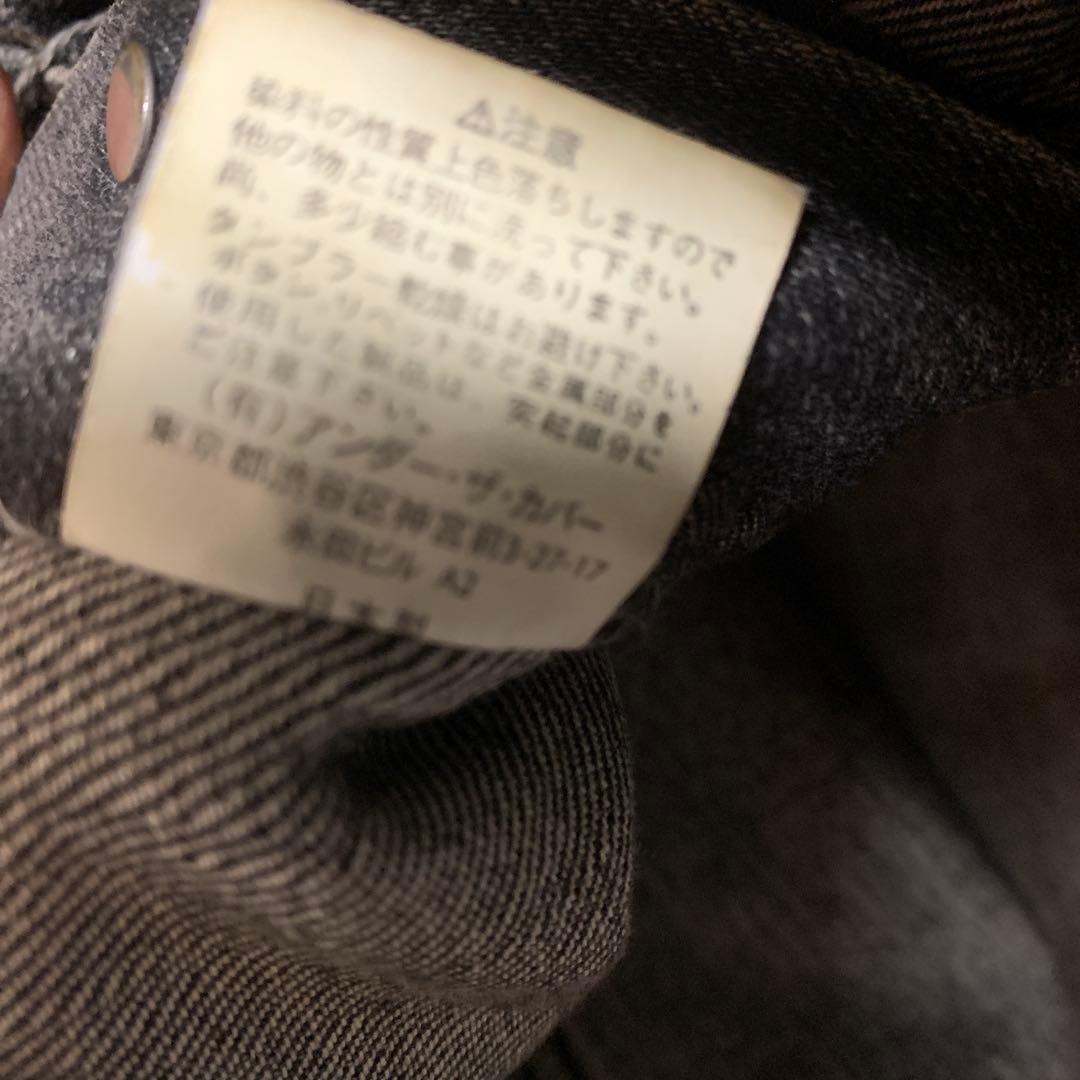 ⚠注意
染料の性質上色落ちしますので
他の物とは別に洗って下さい。
尚、多少縮む事があります。
タンブラー乾燥はお避け下さい。
ボタン・リベットなど金属部分を
使用した製品は、突起部分に
ご注意下さい。
(有)アンダー・ザ・カバー
東京都渋谷区神宮前3-27-17
ビル A2
日本製